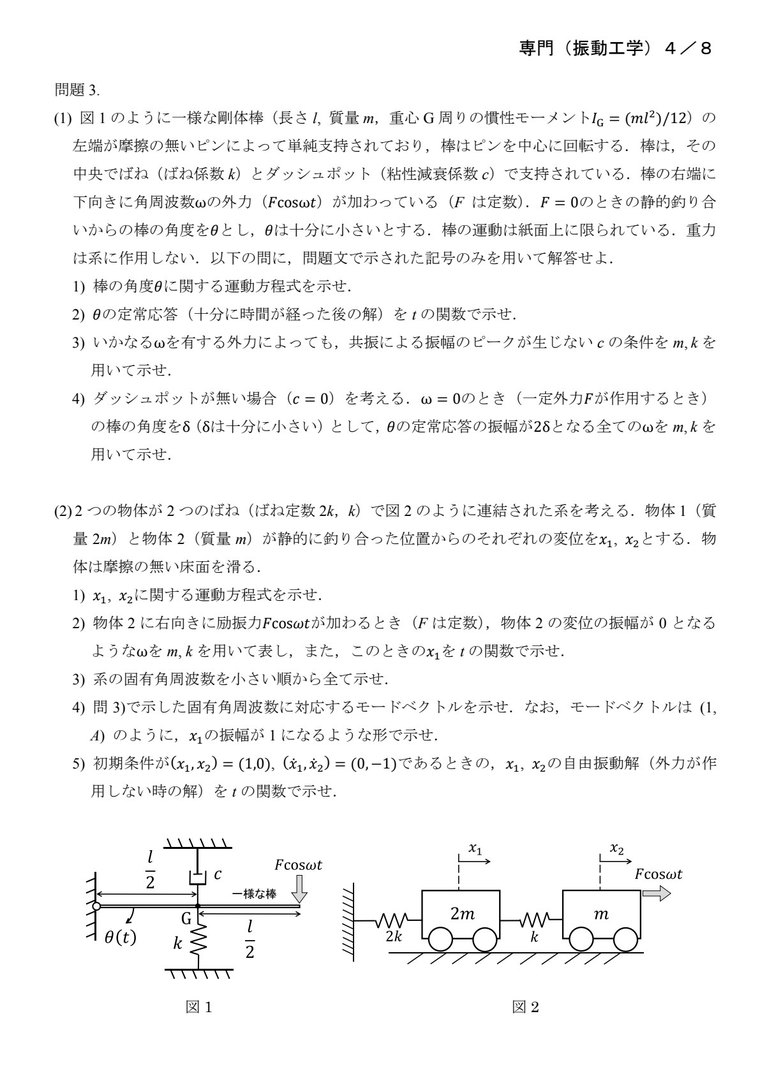 専門（振動工学）４／８
問題 3.
(1) 図 1 のように一様な剛体棒（長さ l, 質量 m，重心 G 周りの慣性モーメントI_G = (ml²)/12）の
左端が摩擦の無いピンによって単純支持されており，棒はピンを中心に回転する．棒は，その
中央でばね（ばね係数 k）とダッシュポット（粘性減衰係数 c）で支持されている．棒の右端に
下向きに角周波数ωの外力（Fcosωt）が加わっている（F は定数）．F = 0のときの静的釣り合
いからの棒の角度をθとし，θは十分に小さいとする．棒の運動は紙面上に限られている．重力
は系に作用しない．以下の問に，問題文で示された記号のみを用いて解答せよ．
1) 棒の角度θに関する運動方程式を示せ．
2) θの定常応答（十分に時間が経った後の解）を t の関数で示せ．
3) いかなるωを有する外力によっても，共振による振幅のピークが生じない c の条件を m, k を
用いて示せ．
4) ダッシュポットが無い場合（c = 0）を考える．ω = 0のとき（一定外力Fが作用するとき）
の棒の角度をδ（δは十分に小さい）として，θの定常応答の振幅が2δとなる全てのωを m, k を
用いて示せ．
(2) 2 つの物体が 2 つのばね（ばね定数 2k，k）で図 2 のように連結された系を考える．物体 1（質
量 2m）と物体 2（質量 m）が静的に釣り合った位置からのそれぞれの変位をx₁, x₂とする．物
体は摩擦の無い床面を滑る．
1) x₁, x₂に関する運動方程式を示せ．
2) 物体 2 に右向きに励振力Fcosωtが加わるとき（F は定数），物体 2 の変位の振幅が 0 となる
ようなωを m, k を用いて表し，また，このときのx₁を t の関数で示せ．
3) 系の固有角周波数を小さい順から全て示せ．
4) 問 3)で示した固有角周波数に対応するモードベクトルを示せ．なお，モードベクトルは (1,
A) のように，x₁の振幅が 1 になるような形で示せ．
5) 初期条件が(x₁, x₂) = (1,0), (ẋ₁, ẋ₂) = (0, −1)であるときの，x₁, x₂の自由振動解（外力が作
用しない時の解）を t の関数で示せ．
l/2
c
Fcosωt
一様な棒
G
θ(t)
k
l/2
図 1
x₁
x₂
Fcosωt
2m
m
2k
k
図 2